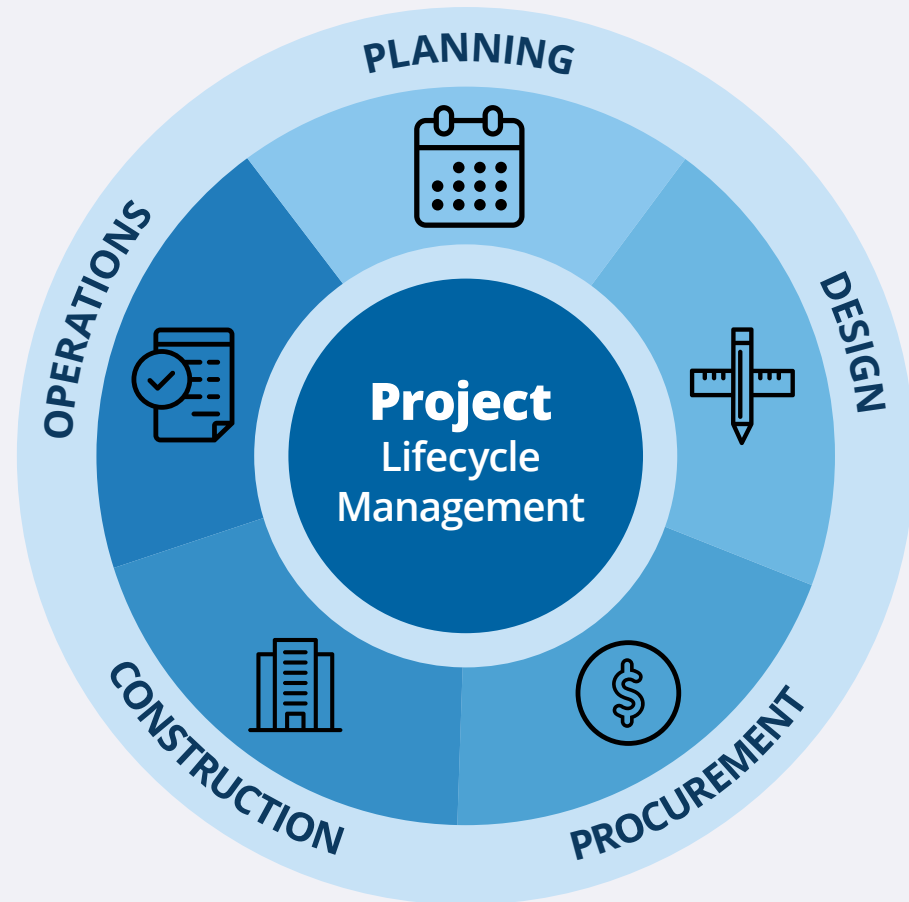 PLANNING
DESIGN
PROCUREMENT
CONSTRUCTION
OPERATIONS
Project
Lifecycle
Management